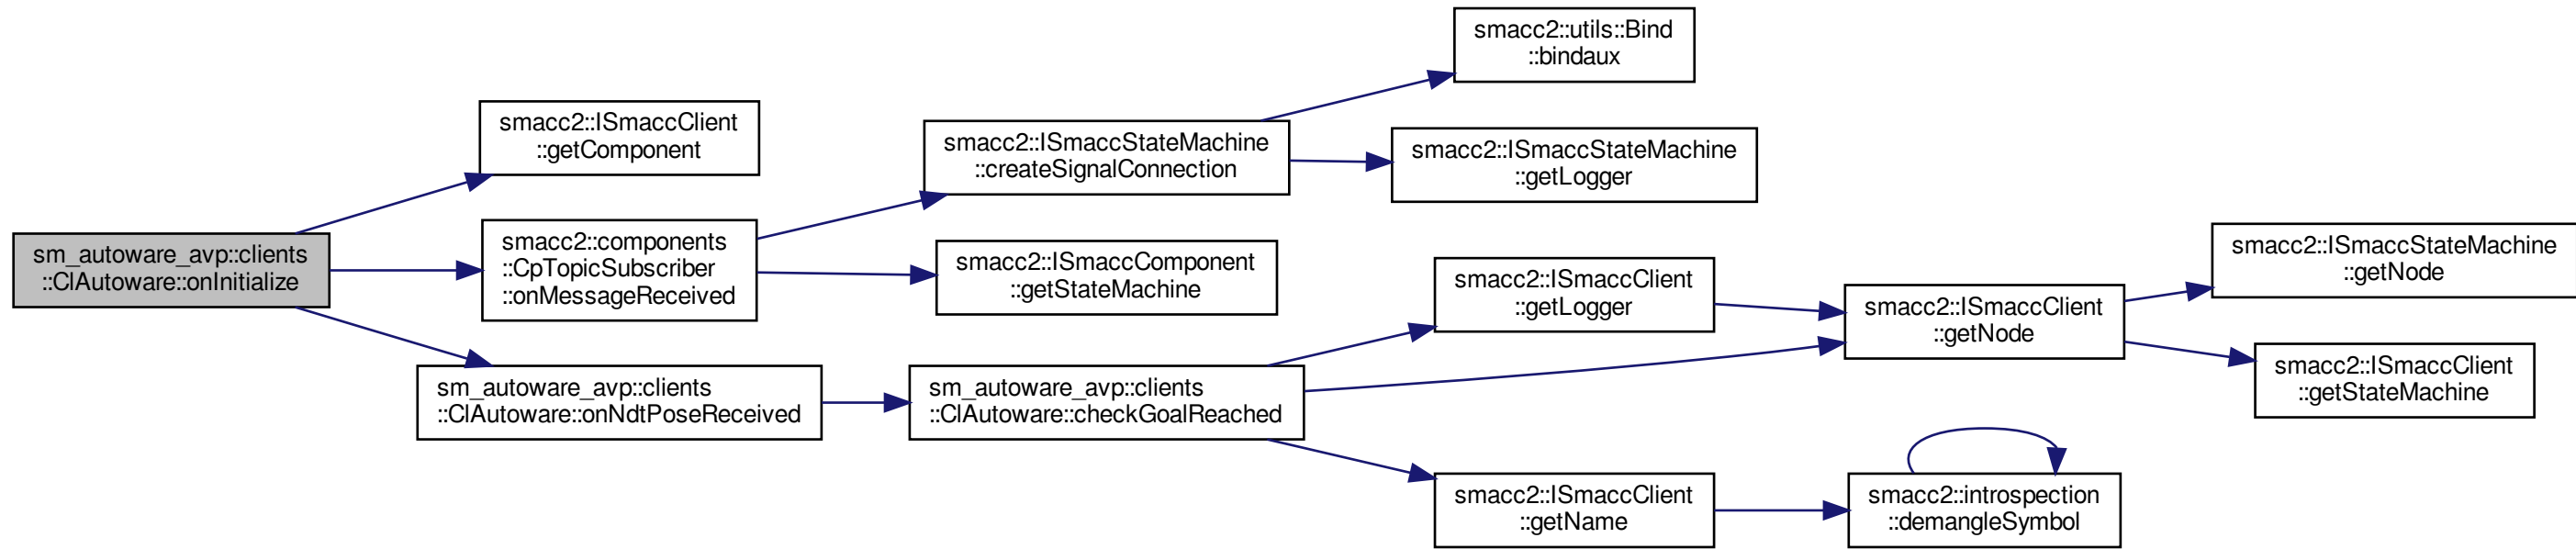 sm_autoware_avp::clients
::ClAutoware::onInitialize
smacc2::ISmaccClient
::getComponent
smacc2::components
::CpTopicSubscriber
::onMessageReceived
sm_autoware_avp::clients
::ClAutoware::onNdtPoseReceived
smacc2::ISmaccStateMachine
::createSignalConnection
smacc2::ISmaccComponent
::getStateMachine
sm_autoware_avp::clients
::ClAutoware::checkGoalReached
smacc2::utils::Bind
::bindaux
smacc2::ISmaccStateMachine
::getLogger
smacc2::ISmaccClient
::getLogger
smacc2::ISmaccClient
::getName
smacc2::ISmaccClient
::getNode
smacc2::introspection
::demangleSymbol
smacc2::ISmaccStateMachine
::getNode
smacc2::ISmaccClient
::getStateMachine